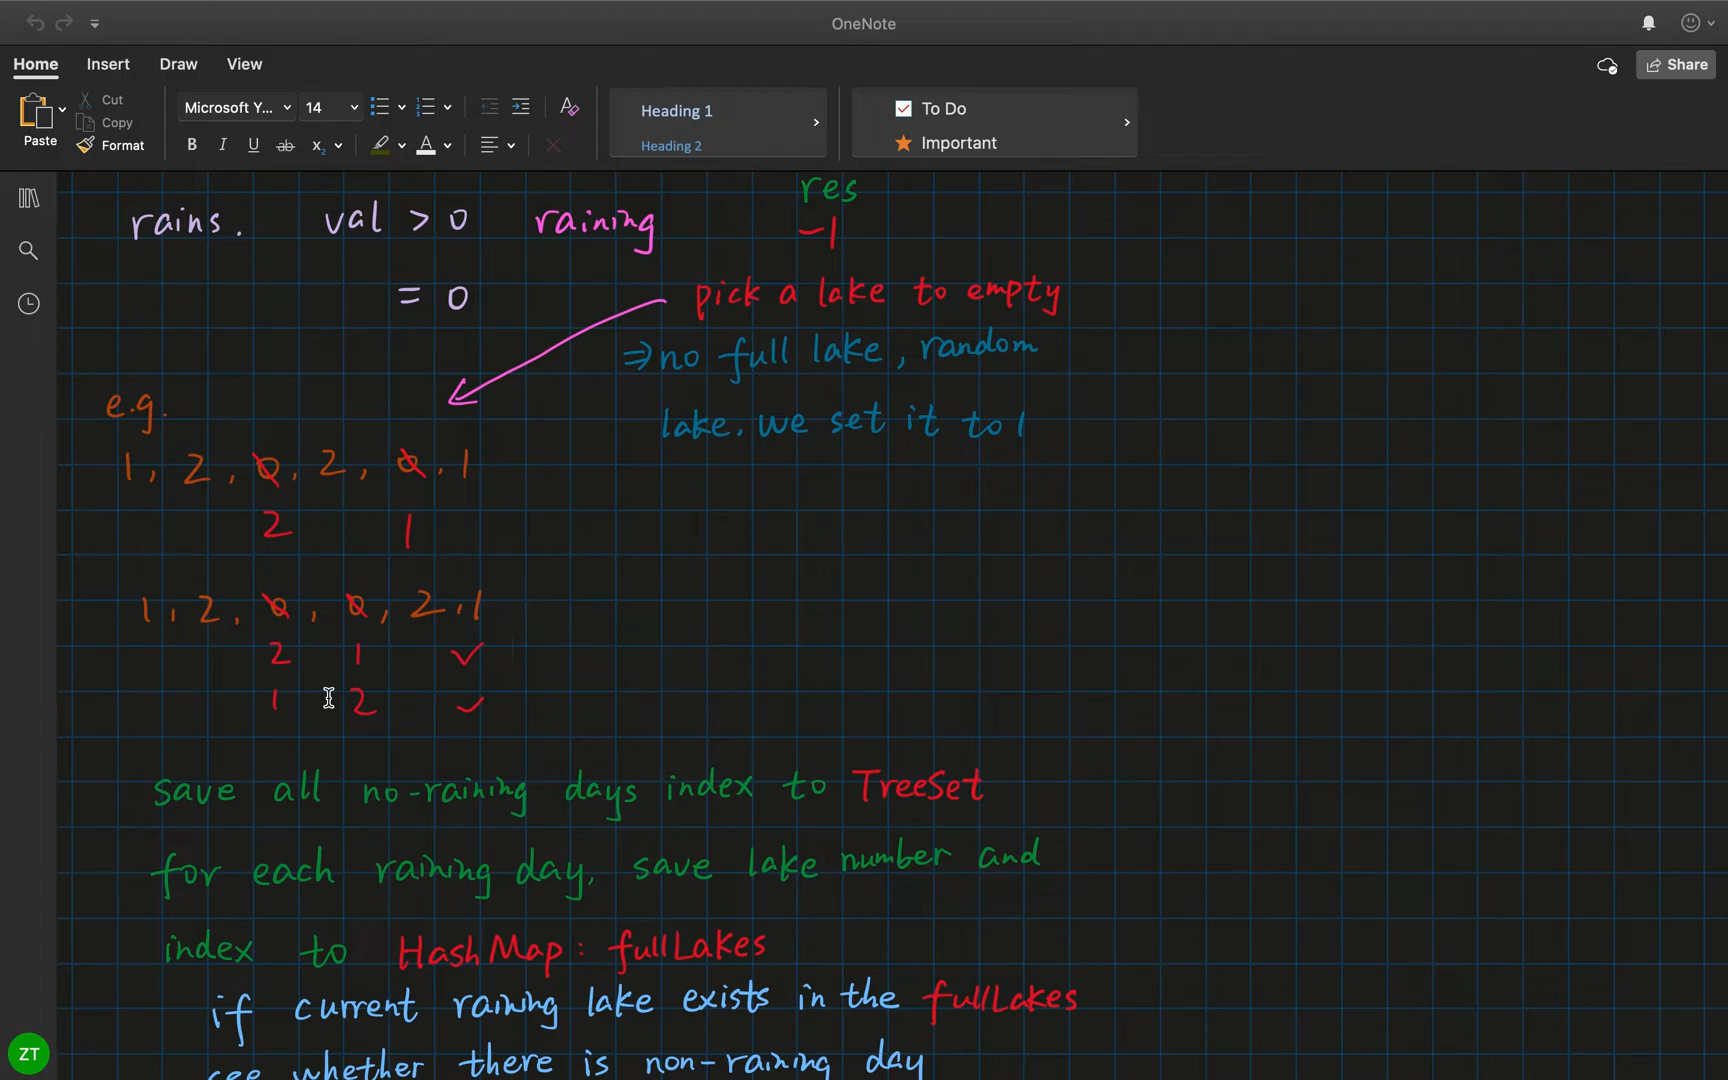 OneNote
Home Insert Draw View
Share
Paste
Cut
Copy
Format
Microsoft Y... 14
B I U ab x₂ A
Heading 1
Heading 2
To Do
Important
res
rains. val > 0 raining -1
= 0 pick a lake to empty
⇒ no full lake, random
lake. we set it to 1
e.g.
1, 2, 0, 2, 0, 1
2 1
1, 2, 0, 0, 2, 1
2 1 ✓
1 2 ✓
save all no-raining days index to TreeSet
for each raining day, save lake number and
index to HashMap: fullLakes
if current raining lake exists in the fullLakes
see whether there is non-raining day
ZT